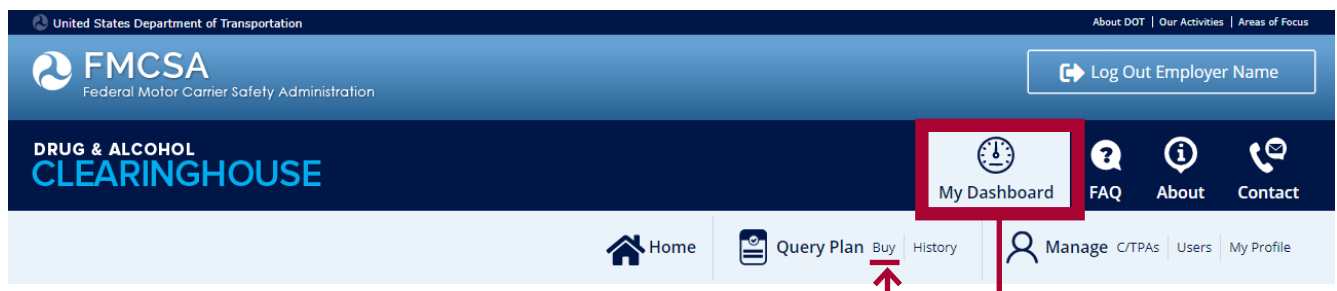 United States Department of Transportation
About DOT | Our Activities | Areas of Focus
FMCSA
Federal Motor Carrier Safety Administration
Log Out Employer Name
DRUG & ALCOHOL
CLEARINGHOUSE
My Dashboard
FAQ
About
Contact
Home
Query Plan Buy | History
Manage C/TPAs | Users | My Profile